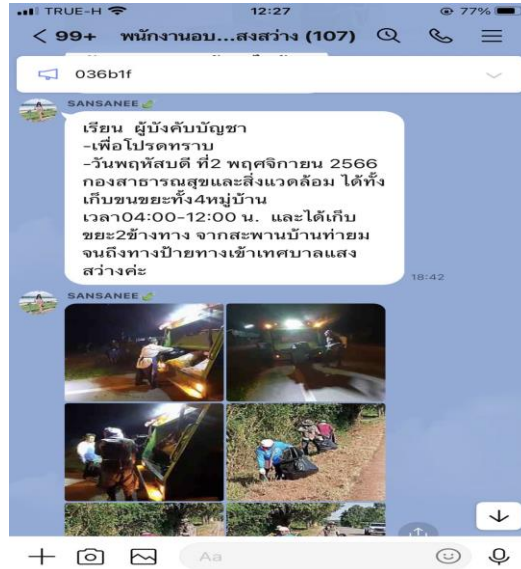 TRUE-H 12:27 77%
99+ พนักงานอบ...สงสว่าง (107)
036b1f
SANSANEE
เรียน ผู้บังคับบัญชา
-เพื่อโปรดทราบ
-วันพฤหัสบดี ที่2 พฤศจิกายน 2566
กองสาธารณสุขและสิ่งแวดล้อม ได้ทั้ง
เก็บขนขยะทั้ง4หมู่บ้าน
เวลา04:00-12:00 น. และได้เก็บ
ขยะ2ข้างทาง จากสะพานบ้านท่ายม
จนถึงทางป้ายทางเข้าเทศบาลแสง
สว่างค่ะ
18:42
SANSANEE
Aa